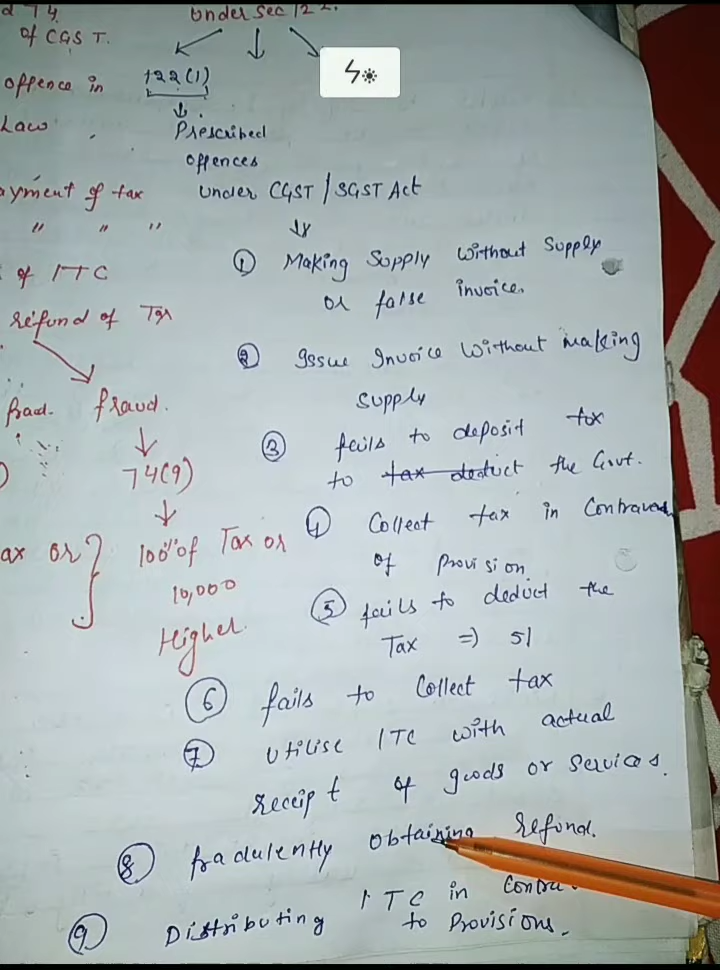 d 74.
Under Sec 122.
of CGST.
offence in
122(1)
Law
Prescribed
offences
ayment of tax
Under CGST / SGST Act
" " "
① Making Supply Without Supply
of ITC
or false invoice.
refund of Tax
② Issue Invoice Without making
Supply
fraud.
③ fails to deposit tax
74(9)
to tax deduct the Govt.
④ Collect tax in Contraven
ax or
100% of Tax or
of Provision
10,000
⑤ fails to deduct the
Higher.
Tax => 51
⑥ fails to Collect tax
⑦ Utilise ITC with actual
receipt of goods or Services.
⑧ fradulently obtaining Refund.
⑨ Distributing ITC in Contra.
to Provisions.